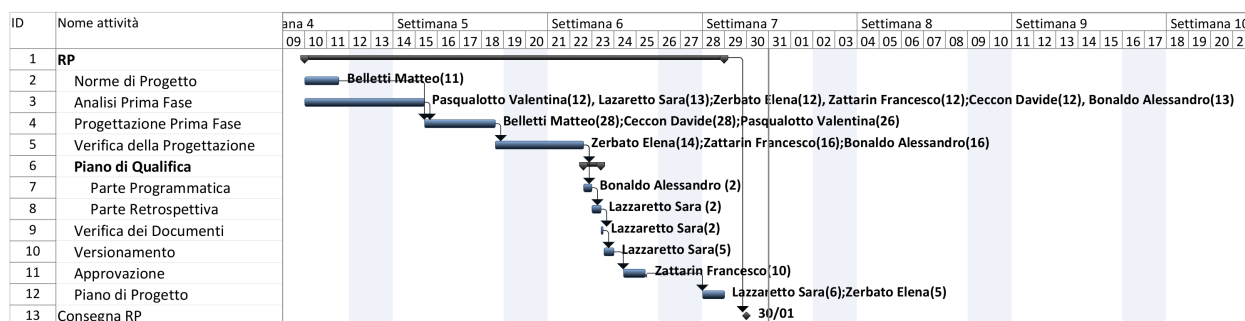 ID Nome attività ana 4 Settimana 5 Settimana 6 Settimana 7 Settimana 8 Settimana 9 Settimana 10
09 10 11 12 13 14 15 16 17 18 19 20 21 22 23 24 25 26 27 28 29 30 31 01 02 03 04 05 06 07 08 09 10 11 12 13 14 15 16 17 18 19 20 2
1 RP
2 Norme di Progetto Belletti Matteo(11)
3 Analisi Prima Fase Pasqualotto Valentina(12), Lazaretto Sara(13);Zerbato Elena(12), Zattarin Francesco(12);Ceccon Davide(12), Bonaldo Alessandro(13)
4 Progettazione Prima Fase Belletti Matteo(28);Ceccon Davide(28);Pasqualotto Valentina(26)
5 Verifica della Progettazione Zerbato Elena(14);Zattarin Francesco(16);Bonaldo Alessandro(16)
6 Piano di Qualifica
7 Parte Programmatica Bonaldo Alessandro (2)
8 Parte Retrospettiva Lazzaretto Sara (2)
9 Verifica dei Documenti Lazzaretto Sara(2)
10 Versionamento Lazzaretto Sara(5)
11 Approvazione Zattarin Francesco(10)
12 Piano di Progetto Lazzaretto Sara(6);Zerbato Elena(5)
13 Consegna RP 30/01